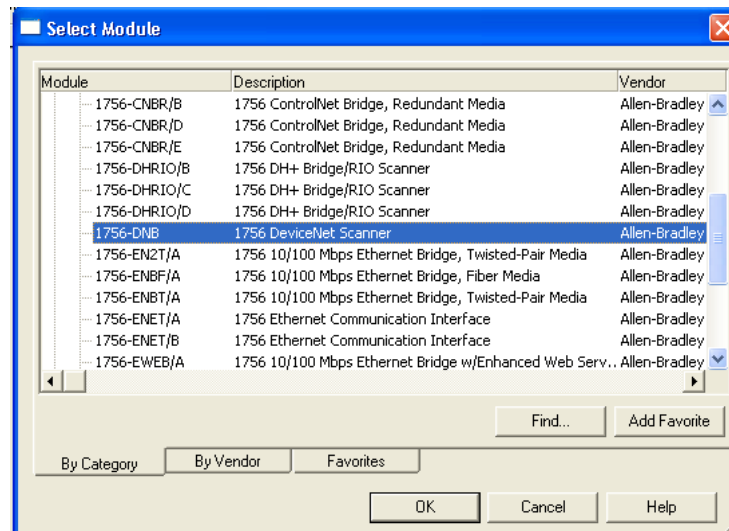 Select Module
Module Description Vendor
1756-CNBR/B 1756 ControlNet Bridge, Redundant Media Allen-Bradley
1756-CNBR/D 1756 ControlNet Bridge, Redundant Media Allen-Bradley
1756-CNBR/E 1756 ControlNet Bridge, Redundant Media Allen-Bradley
1756-DHRIO/B 1756 DH+ Bridge/RIO Scanner Allen-Bradley
1756-DHRIO/C 1756 DH+ Bridge/RIO Scanner Allen-Bradley
1756-DHRIO/D 1756 DH+ Bridge/RIO Scanner Allen-Bradley
1756-DNB 1756 DeviceNet Scanner Allen-Bradley
1756-EN2T/A 1756 10/100 Mbps Ethernet Bridge, Twisted-Pair Media Allen-Bradley
1756-ENBF/A 1756 10/100 Mbps Ethernet Bridge, Fiber Media Allen-Bradley
1756-ENBT/A 1756 10/100 Mbps Ethernet Bridge, Twisted-Pair Media Allen-Bradley
1756-ENET/A 1756 Ethernet Communication Interface Allen-Bradley
1756-ENET/B 1756 Ethernet Communication Interface Allen-Bradley
1756-EWEB/A 1756 10/100 Mbps Ethernet Bridge w/Enhanced Web Serv.. Allen-Bradley
Find... Add Favorite
By Category By Vendor Favorites
OK Cancel Help